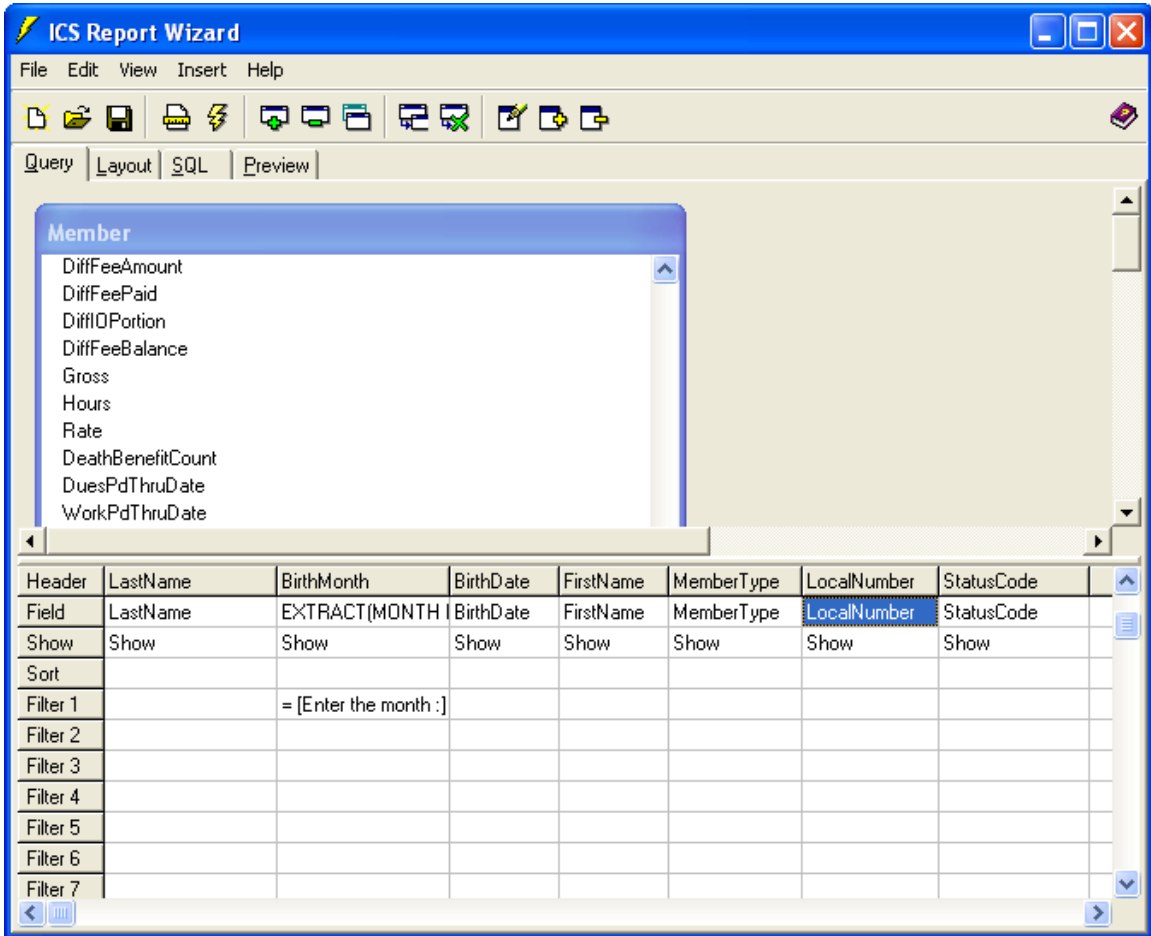 ICS Report Wizard
File Edit View Insert Help
Query Layout SQL Preview
Member
DiffFeeAmount
DiffFeePaid
DiffIOPortion
DiffFeeBalance
Gross
Hours
Rate
DeathBenefitCount
DuesPdThruDate
WorkPdThruDate
Header LastName BirthMonth BirthDate FirstName MemberType LocalNumber StatusCode
Field LastName EXTRACT(MONTH BirthDate FirstName MemberType LocalNumber StatusCode
Show Show Show Show Show Show Show Show
Sort
Filter 1 = [Enter the month :]
Filter 2
Filter 3
Filter 4
Filter 5
Filter 6
Filter 7